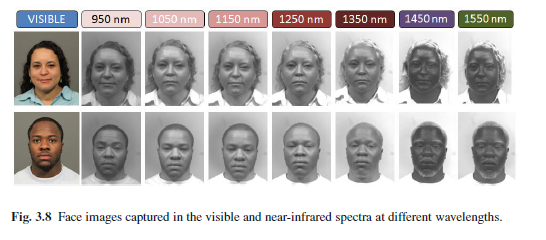 VISIBLE 950 nm 1050 nm 1150 nm 1250 nm 1350 nm 1450 nm 1550 nm
Fig. 3.8 Face images captured in the visible and near-infrared spectra at different wavelengths.